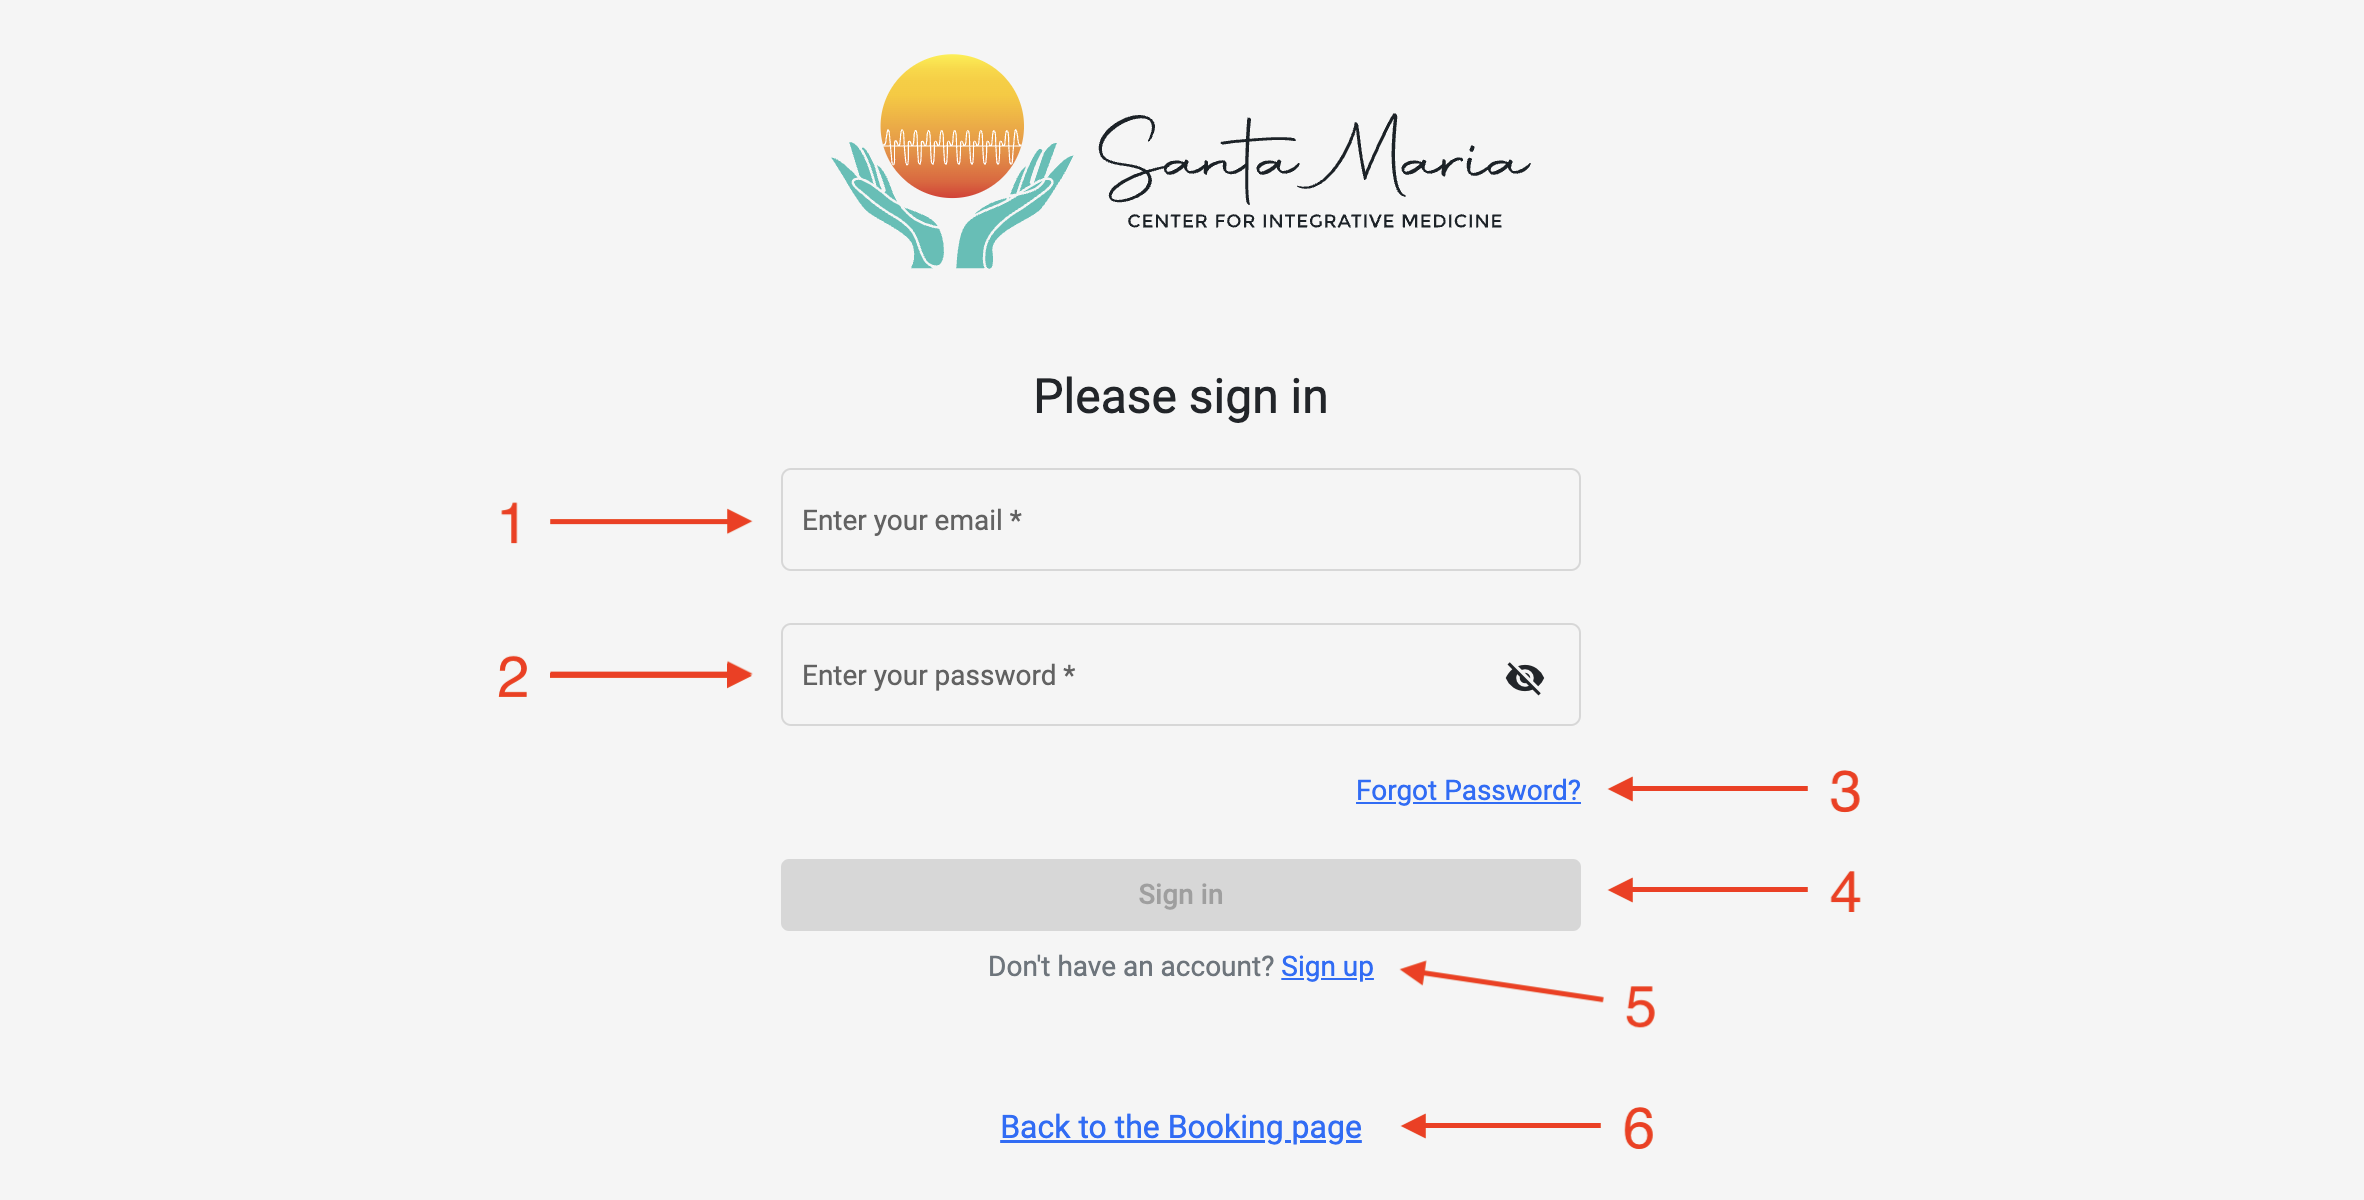 Santa Maria
CENTER FOR INTEGRATIVE MEDICINE
Please sign in
1
Enter your email *
2
Enter your password *
Forgot Password?
3
Sign in
4
Don't have an account? Sign up
5
Back to the Booking page
6